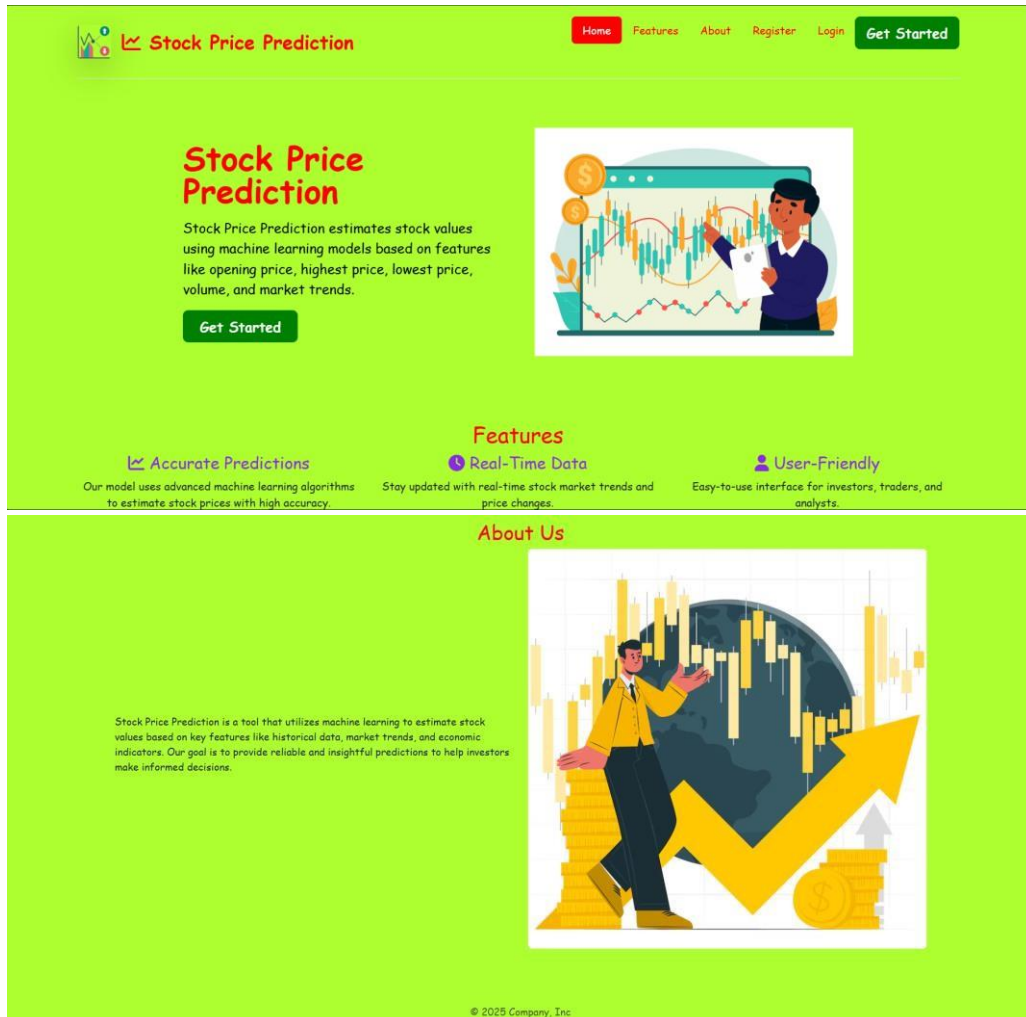 Stock Price Prediction
Home Features About Register Login Get Started
Stock Price
Prediction
Stock Price Prediction estimates stock values
using machine learning models based on features
like opening price, highest price, lowest price,
volume, and market trends.
Get Started
Features
Accurate Predictions
Our model uses advanced machine learning algorithms
to estimate stock prices with high accuracy.
Real-Time Data
Stay updated with real-time stock market trends and
price changes.
User-Friendly
Easy-to-use interface for investors, traders, and
analysts.
About Us
Stock Price Prediction is a tool that utilizes machine learning to estimate stock
values based on key features like historical data, market trends, and economic
indicators. Our goal is to provide reliable and insightful predictions to help investors
make informed decisions.
© 2025 Company, Inc